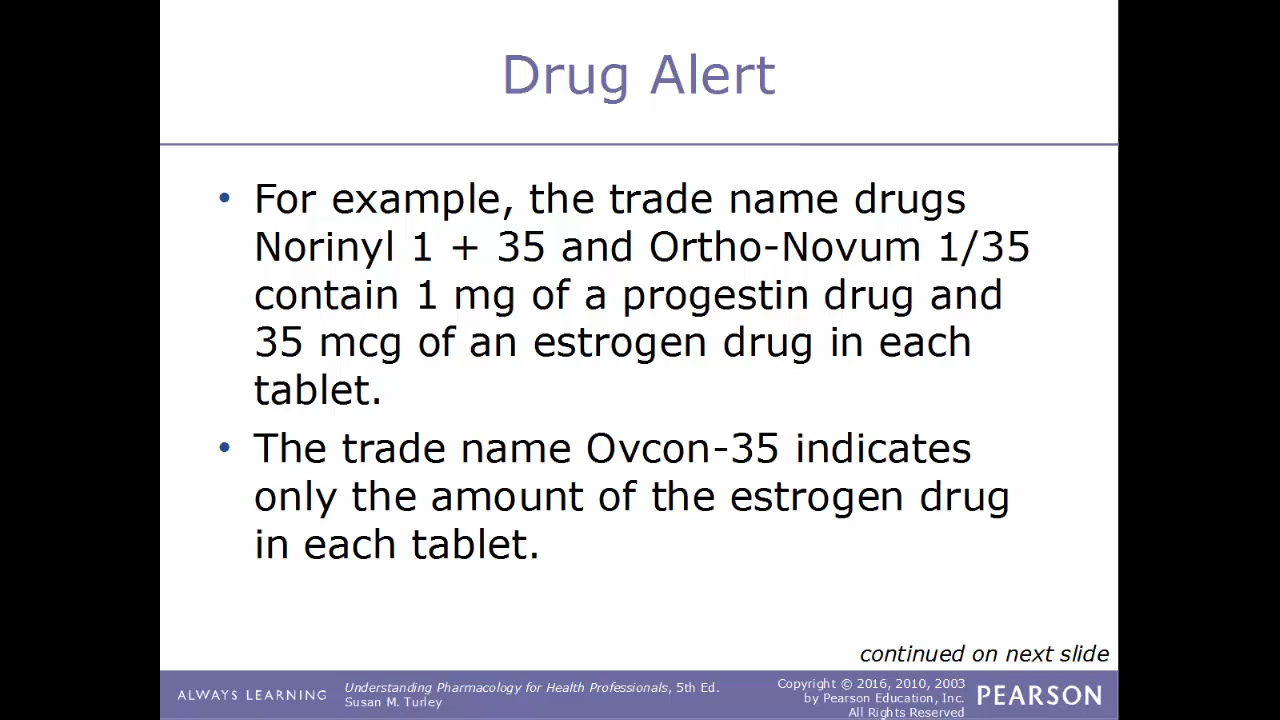 Drug Alert
• For example, the trade name drugs
Norinyl 1 + 35 and Ortho-Novum 1/35
contain 1 mg of a progestin drug and
35 mcg of an estrogen drug in each
tablet.
• The trade name Ovcon-35 indicates
only the amount of the estrogen drug
in each tablet.
continued on next slide
ALWAYS LEARNING
Understanding Pharmacology for Health Professionals, 5th Ed.
Susan M. Turley
Copyright © 2016, 2010, 2003
by Pearson Education, Inc.
All Rights Reserved
PEARSON